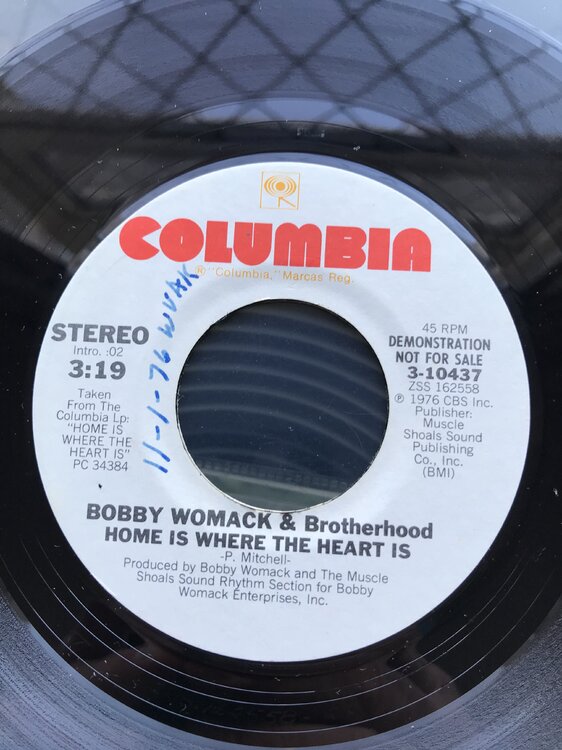 COLUMBIA
® "Columbia," Marcas Reg.
11-1-76 WVAK
STEREO
Intro. :02
3:19
Taken
From The
Columbia Lp:
"HOME IS
WHERE THE
HEART IS"
PC 34384
45 RPM
DEMONSTRATION
NOT FOR SALE
3-10437
ZSS 162558
℗ 1976 CBS Inc.
Publisher:
Muscle
Shoals Sound
Publishing
Co., Inc.
(BMI)
BOBBY WOMACK & Brotherhood
HOME IS WHERE THE HEART IS
-P. Mitchell-
Produced by Bobby Womack and The Muscle
Shoals Sound Rhythm Section for Bobby
Womack Enterprises, Inc.